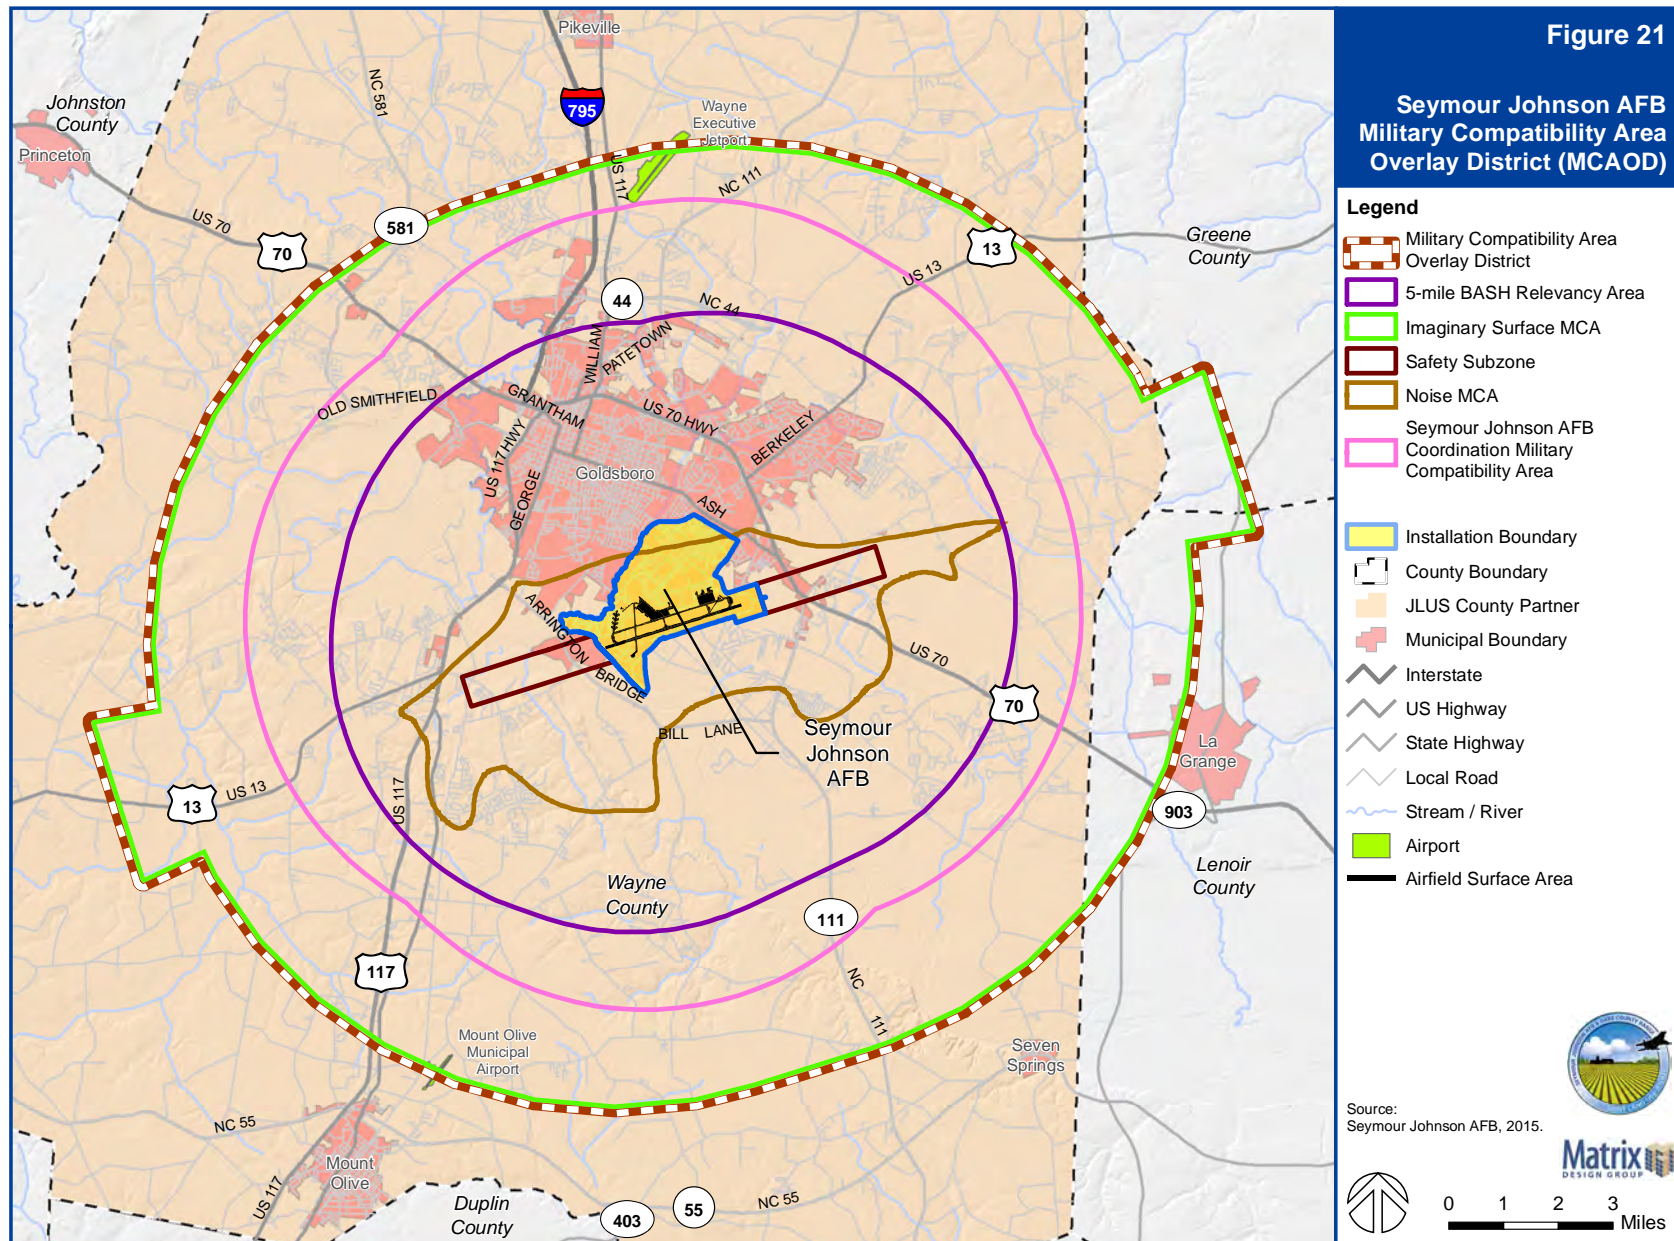 Figure 21
Seymour Johnson AFB
Military Compatibility Area
Overlay District (MCAOD)
Legend
Military Compatibility Area
Overlay District
5-mile BASH Relevancy Area
Imaginary Surface MCA
Safety Subzone
Noise MCA
Seymour Johnson AFB
Coordination Military
Compatibility Area
Installation Boundary
County Boundary
JLUS County Partner
Municipal Boundary
Interstate
US Highway
State Highway
Local Road
Stream / River
Airport
Airfield Surface Area
Source:
Seymour Johnson AFB, 2015.
Matrix
DESIGN GROUP
0 1 2 3
Miles
Pikeville
Johnston
County
Princeton
NC 581
795
Wayne
Executive
Jetport
US 117
NC 111
US 70
70
581
13
Greene
County
US 13
44
NC 44
WILLIAM
PATETOWN
OLD SMITHFIELD
GRANTHAM
US 70 HWY
BERKELEY
US 117 HWY
GEORGE
Goldsboro
ASH
ARRINGTON
BRIDGE
BILL LANE
US 70
70
Seymour
Johnson
AFB
La
Grange
903
US 13
13
US 117
Wayne
County
Lenoir
County
111
117
NC
111
Mount Olive
Municipal
Airport
Seven
Springs
NC 55
Mount
Olive
US 117
Duplin
County
403
55
NC 55